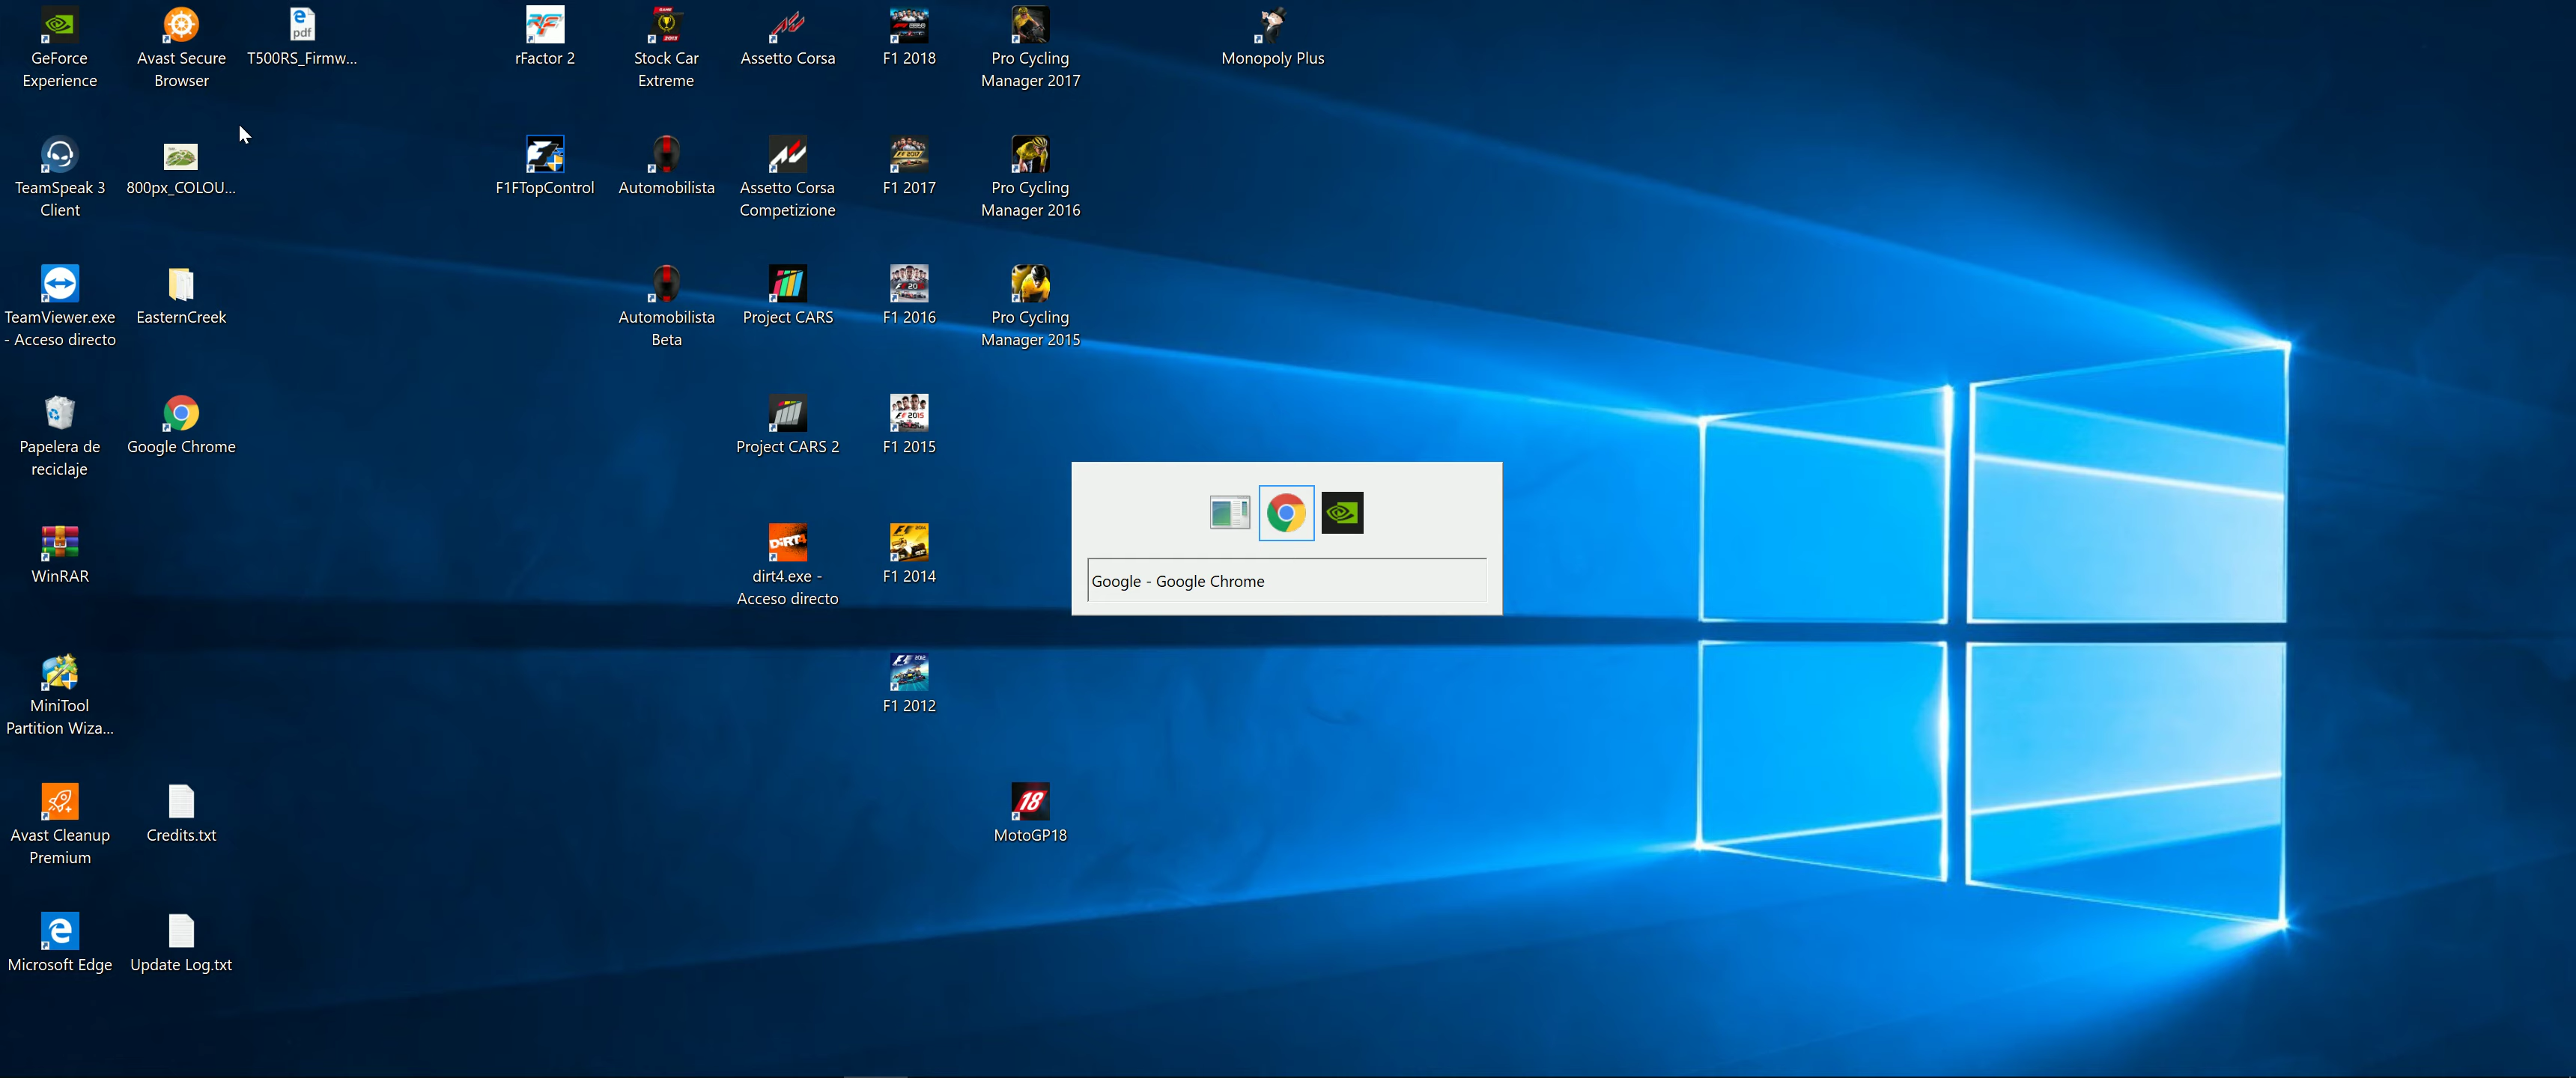 GeForce
Experience
Avast Secure
Browser
T500RS_Firmw...
rFactor 2
Stock Car
Extreme
Assetto Corsa
F1 2018
Pro Cycling
Manager 2017
Monopoly Plus
TeamSpeak 3
Client
800px_COLOU...
F1FTopControl
Automobilista
Assetto Corsa
Competizione
F1 2017
Pro Cycling
Manager 2016
TeamViewer.exe
- Acceso directo
EasternCreek
Automobilista
Beta
Project CARS
F1 2016
Pro Cycling
Manager 2015
Papelera de
reciclaje
Google Chrome
Project CARS 2
F1 2015
Google - Google Chrome
WinRAR
dirt4.exe -
Acceso directo
F1 2014
MiniTool
Partition Wiza...
F1 2012
Avast Cleanup
Premium
Credits.txt
MotoGP18
Microsoft Edge
Update Log.txt